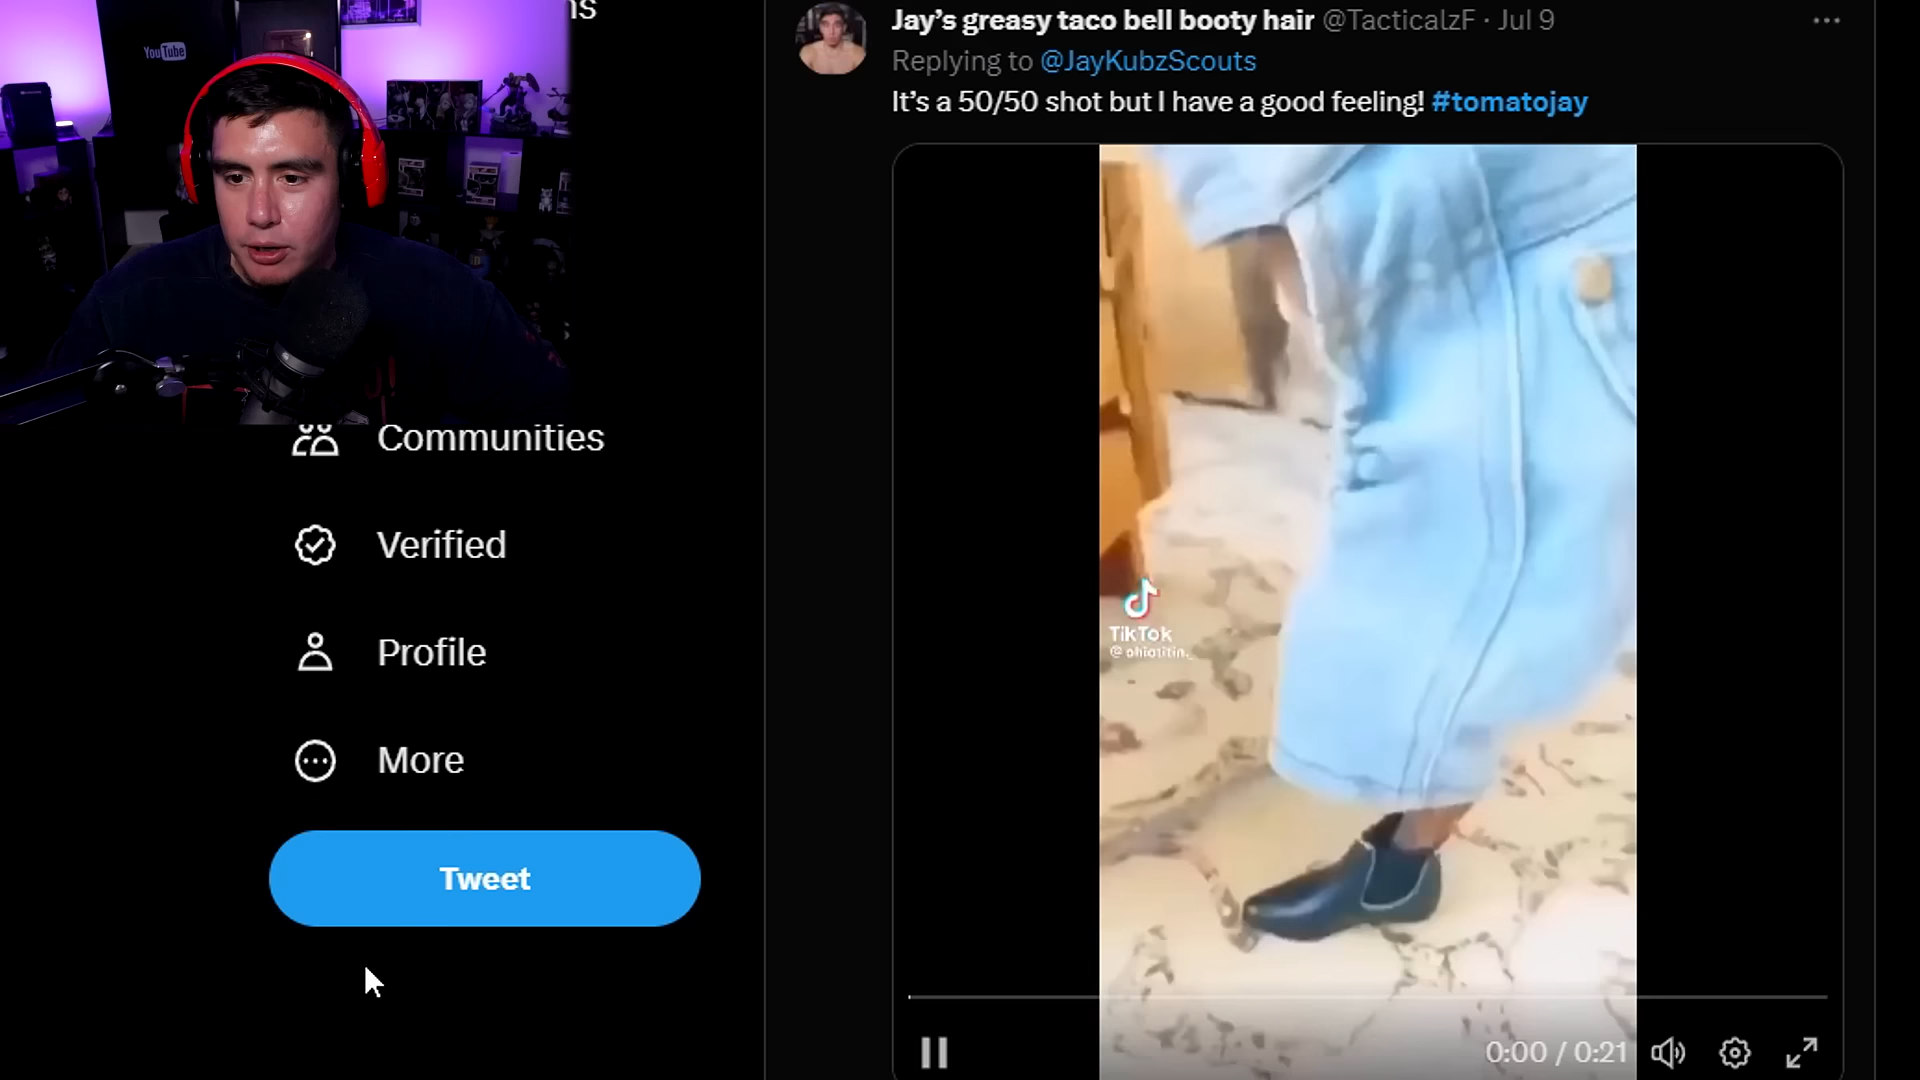 YouTube
ns
Communities
Verified
Profile
More
Tweet
Jay's greasy taco bell booty hair @TacticalzF · Jul 9
Replying to @JayKubzScouts
It's a 50/50 shot but I have a good feeling! #tomatojay
TikTok
0:00 / 0:21